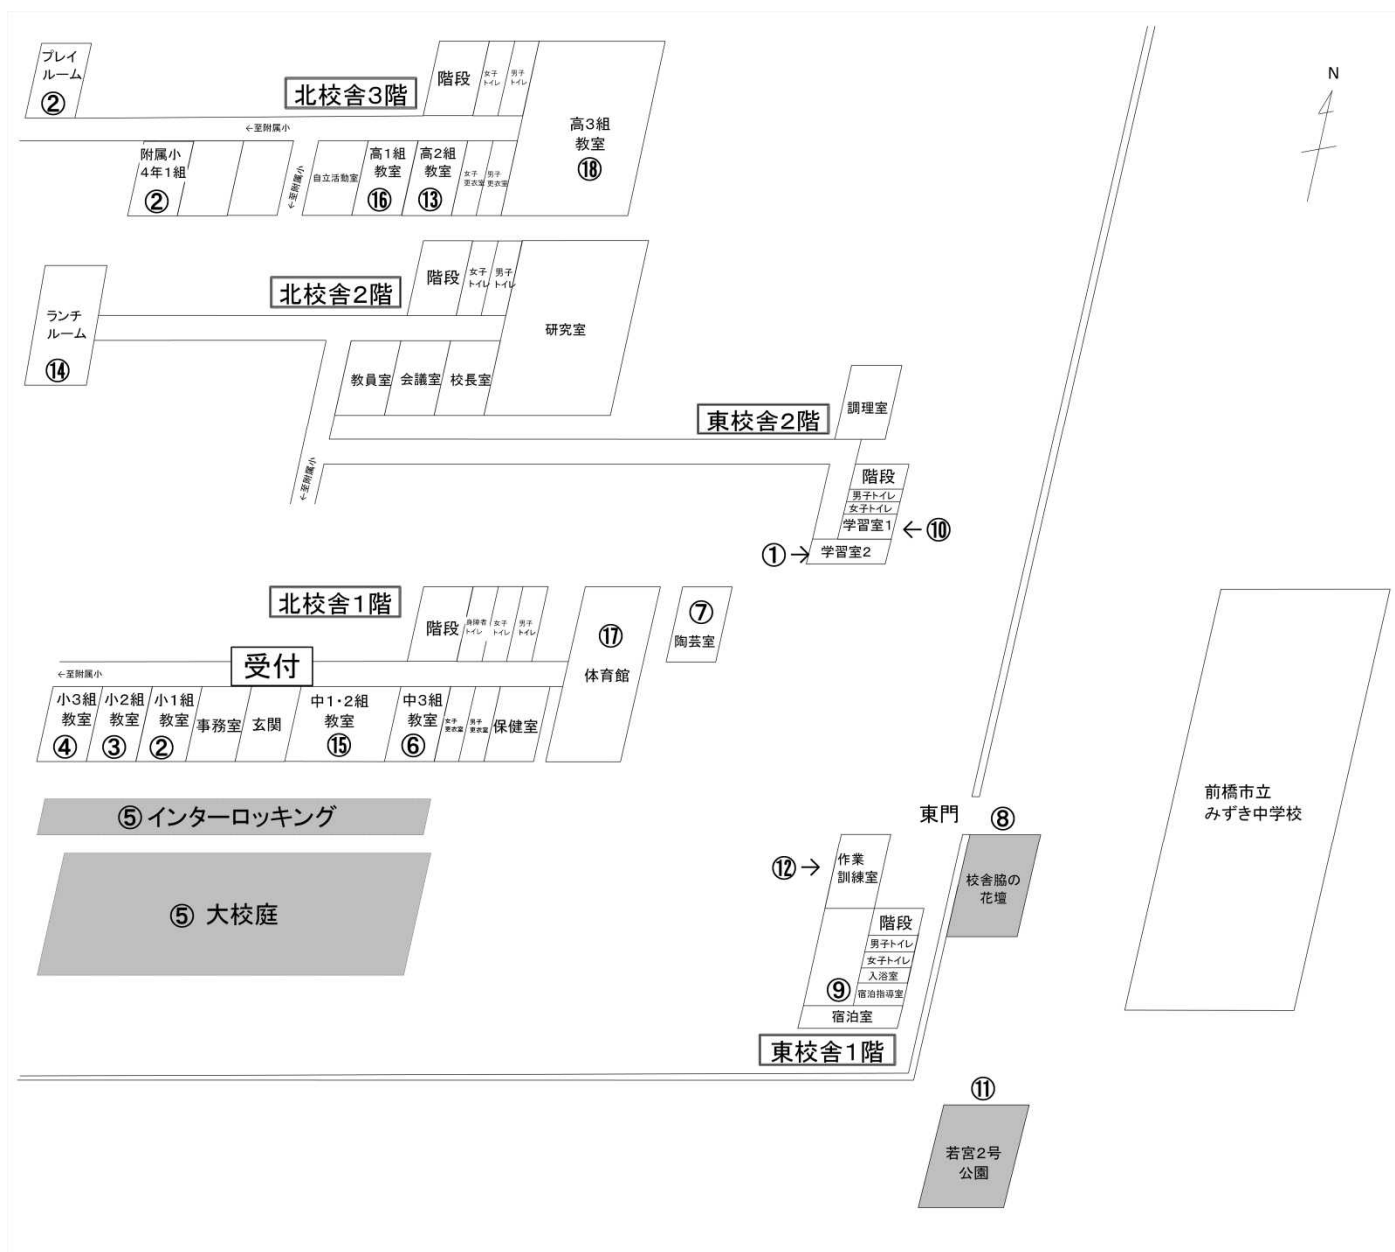 プレイ
ルーム
②
北校舎3階
階段
女子
トイレ
男子
トイレ
N
←至附属小
高3組
教室
⑱
附属小
4年1組
②
←至附属小
自立活動室
高1組
教室
⑯
高2組
教室
⑬
女子
更衣室
男子
更衣室
北校舎2階
階段
女子
トイレ
男子
トイレ
ランチ
ルーム
⑭
研究室
教員室
会議室
校長室
←至附属小
東校舎2階
調理室
階段
男子トイレ
女子トイレ
学習室1
←⑩
①→
学習室2
北校舎1階
階段
身障者
トイレ
女子
トイレ
男子
トイレ
⑰
体育館
⑦
陶芸室
受付
←至附属小
小3組
教室
④
小2組
教室
③
小1組
教室
②
事務室
玄関
中1・2組
教室
⑮
中3組
教室
⑥
女子
更衣室
男子
更衣室
保健室
⑤インターロッキング
⑤ 大校庭
前橋市立
みずき中学校
東門
⑧
校舎脇の
花壇
⑫→
作業
訓練室
階段
男子トイレ
女子トイレ
入浴室
宿泊指導室
⑨
宿泊室
東校舎1階
⑪
若宮2号
公園